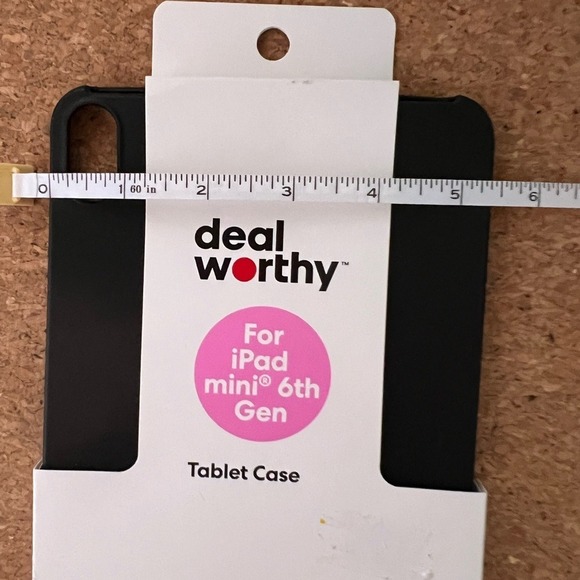 0 1 60 in 2 3 4 5 6
deal
worthy™
For
iPad
mini® 6th
Gen
Tablet Case